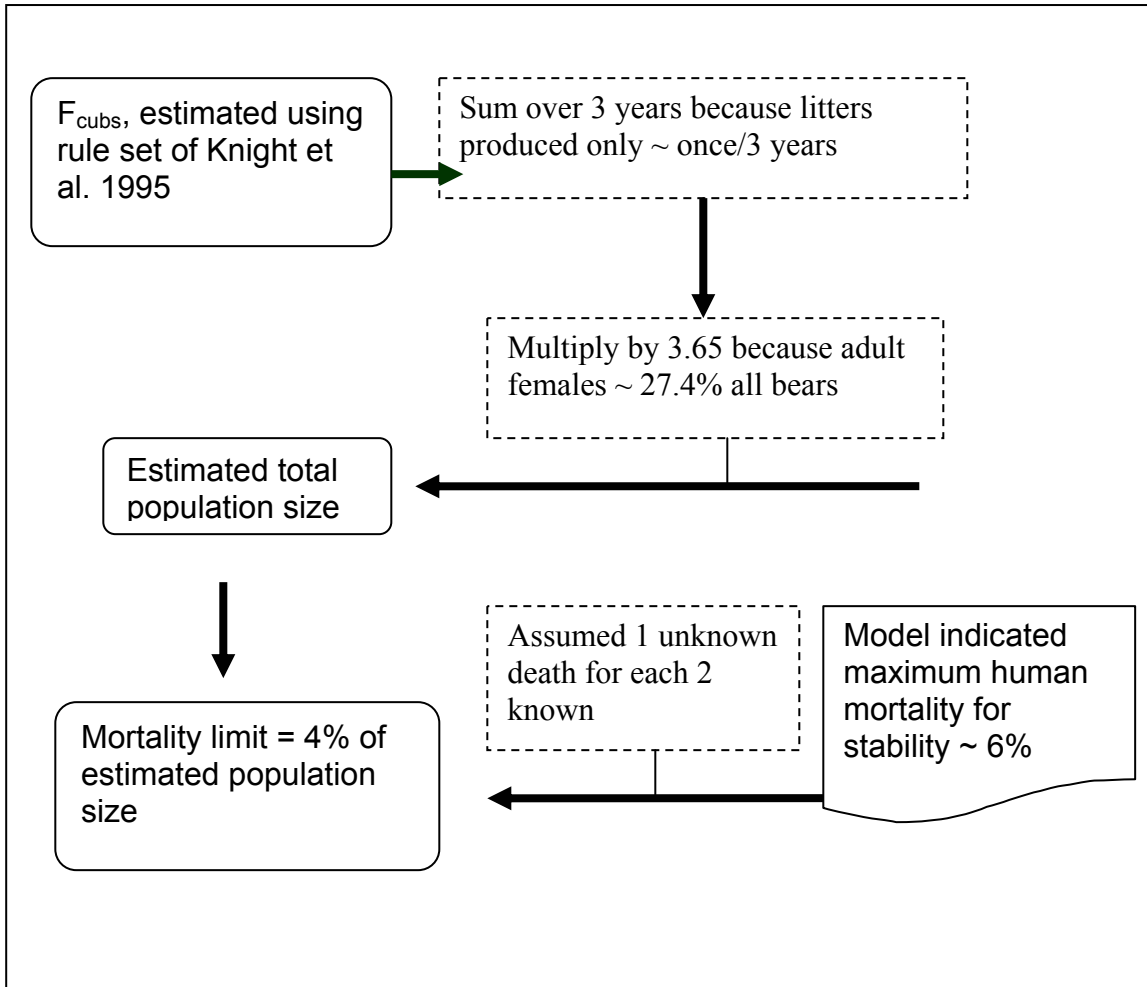 F_cubs, estimated using
rule set of Knight et
al. 1995
Sum over 3 years because litters
produced only ~ once/3 years
Multiply by 3.65 because adult
females ~ 27.4% all bears
Estimated total
population size
Assumed 1 unknown
death for each 2
known
Model indicated
maximum human
mortality for
stability ~ 6%
Mortality limit = 4% of
estimated population
size